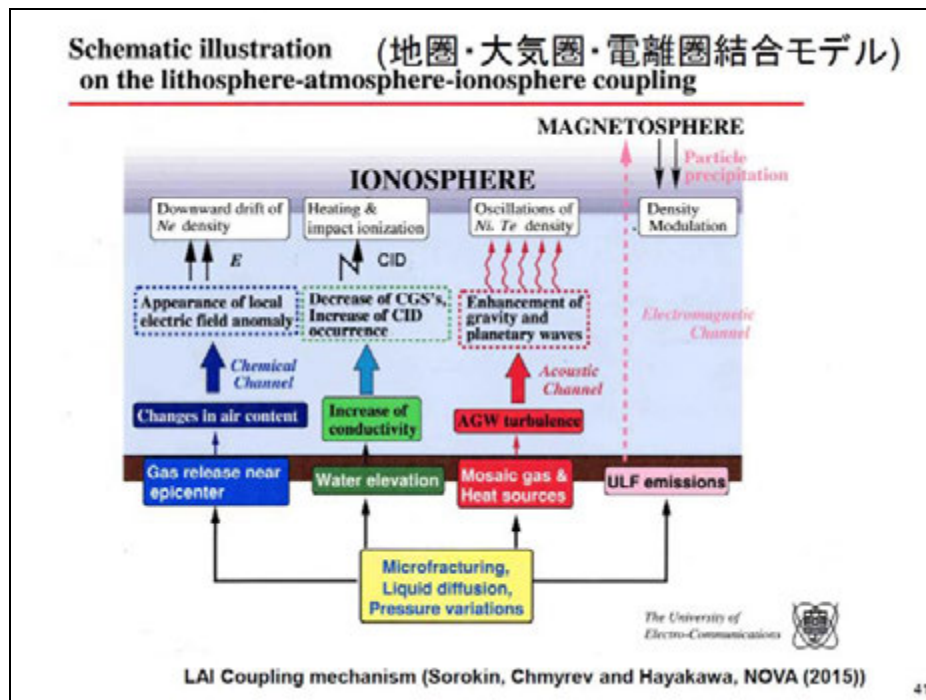 Schematic illustration (地圏・大気圏・電離圏結合モデル)
on the lithosphere-atmosphere-ionosphere coupling
MAGNETOSPHERE
Particle
precipitation
IONOSPHERE
Downward drift of
Ne density
Heating &
impact ionization
Oscillations of
Ni. Te density
Density
Modulation
E
CID
Appearance of local
electric field anomaly
Decrease of CGS's,
Increase of CID
occurrence
Enhancement of
gravity and
planetary waves
Electromagnetic
Channel
Chemical
Channel
Acoustic
Channel
Changes in air content
Increase of
conductivity
AGW turbulence
Gas release near
epicenter
Water elevation
Mosaic gas &
Heat sources
ULF emissions
Microfracturing,
Liquid diffusion,
Pressure variations
The University of
Electro-Communications
LAI Coupling mechanism (Sorokin, Chmyrev and Hayakawa, NOVA (2015))
41